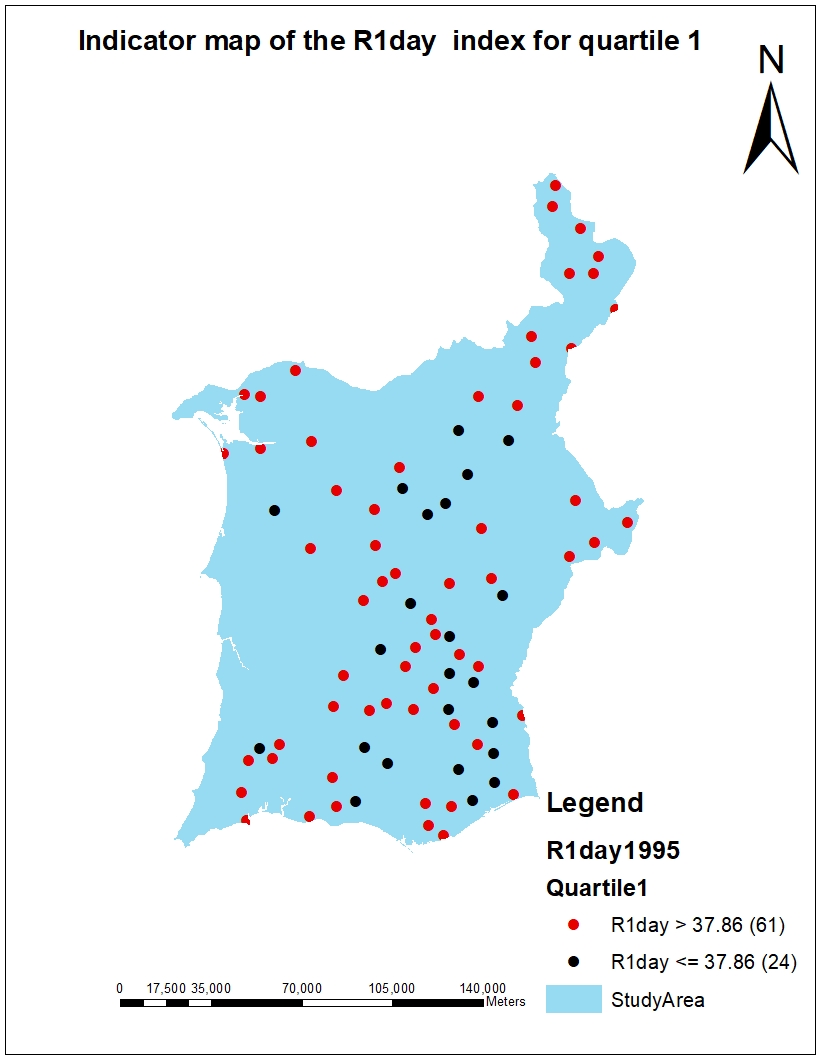 Indicator map of the R1day index for quartile 1
N
Legend
R1day1995
Quartile1
R1day > 37.86 (61)
R1day <= 37.86 (24)
StudyArea
0 17,500 35,000 70,000 105,000 140,000
Meters